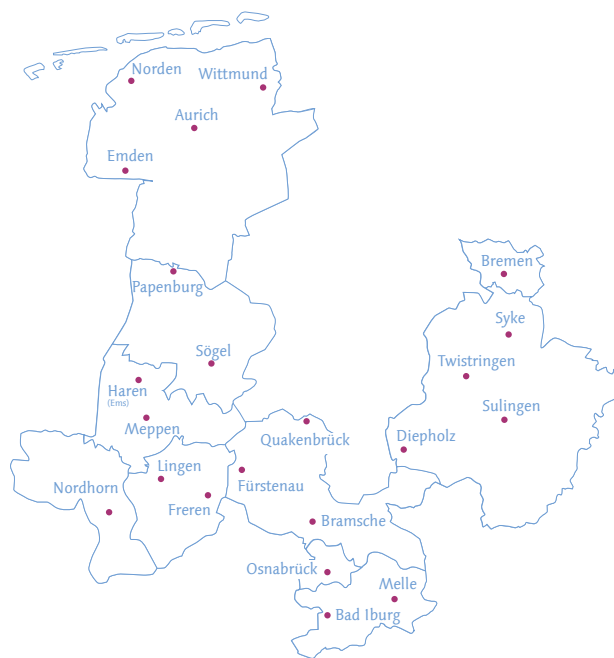 Norden
Wittmund
Aurich
Emden
Bremen
Papenburg
Syke
Sögel
Twistringen
Haren
(Ems)
Sulingen
Meppen
Quakenbrück
Diepholz
Lingen
Nordhorn
Fürstenau
Freren
Bramsche
Osnabrück
Melle
Bad Iburg